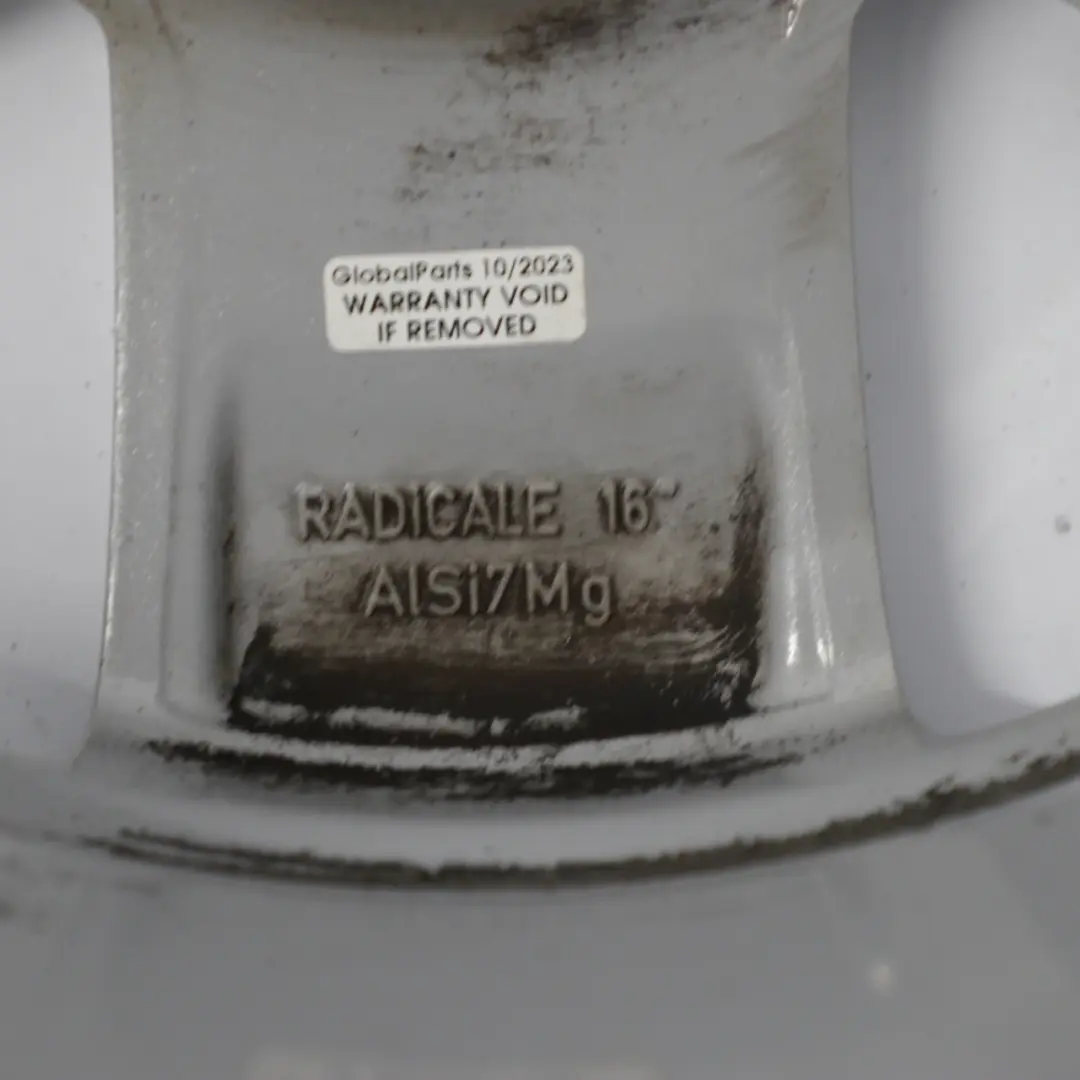 GlobalParts 10/2023
WARRANTY VOID
IF REMOVED
RADICALE 16"
AlSi7Mg